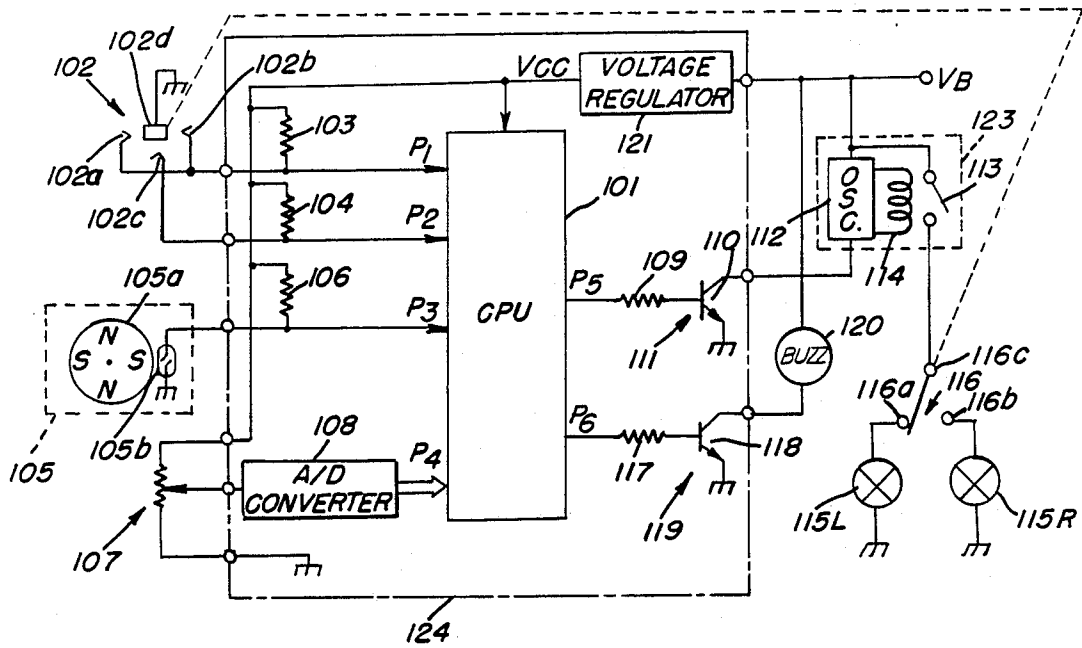 102d
102
102b
VCC
VOLTAGE
REGULATOR
121
VB
123
103
P1
102a
102c
104
P2
101
O
S
C.
113
112
114
110
106
P3
CPU
P5
109
105a
N
S
S
N
111
120
BUZZ
116c
116a
116
116b
105b
105
108
A/D
CONVERTER
P4
P6
117
118
119
107
115L
115R
124